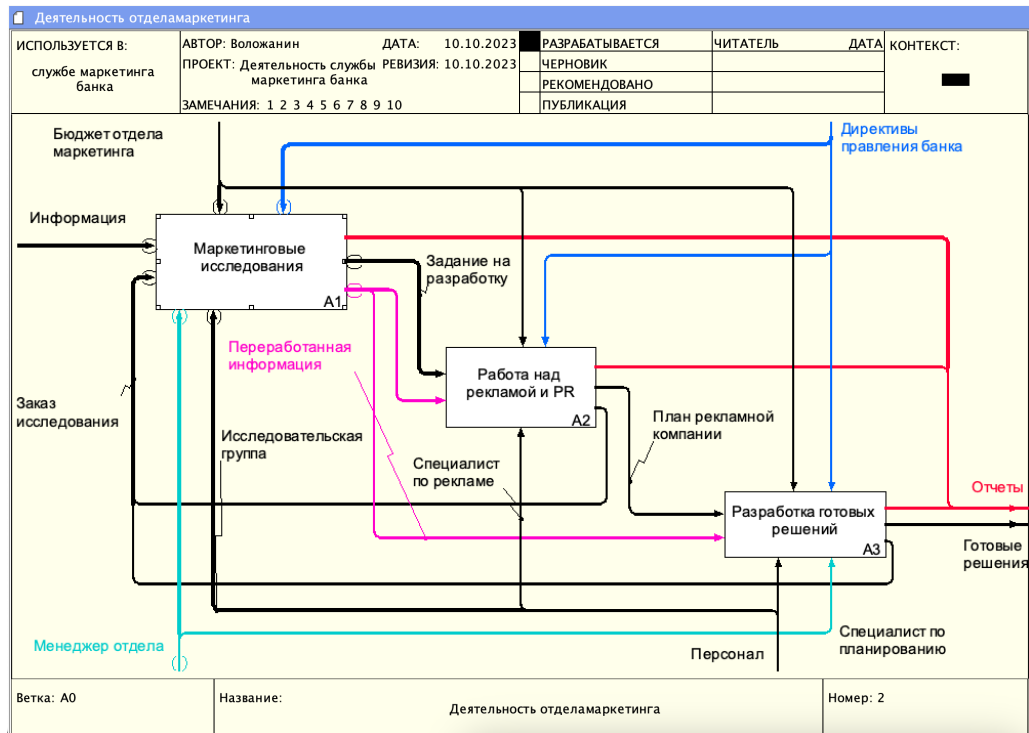 Деятельность отделамаркетинга
ИСПОЛЬЗУЕТСЯ В:
службе маркетинга
банка
АВТОР: Воложанин
ДАТА: 10.10.2023
ПРОЕКТ: Деятельность службы
маркетинга банка
РЕВИЗИЯ: 10.10.2023
ЗАМЕЧАНИЯ: 1 2 3 4 5 6 7 8 9 10
РАЗРАБАТЫВАЕТСЯ
ЧЕРНОВИК
РЕКОМЕНДОВАНО
ПУБЛИКАЦИЯ
ЧИТАТЕЛЬ
ДАТА
КОНТЕКСТ:
Бюджет отдела
маркетинга
Директивы
правления банка
Информация
Маркетинговые
исследования
A1
Задание на
разработку
Переработанная
информация
Работа над
рекламой и PR
A2
Заказ
исследования
Исследовательская
группа
Специалист
по рекламе
План рекламной
компании
Отчеты
Разработка готовых
решений
A3
Готовые
решения
Менеджер отдела
Персонал
Специалист по
планированию
Ветка: A0
Название:
Деятельность отделамаркетинга
Номер: 2